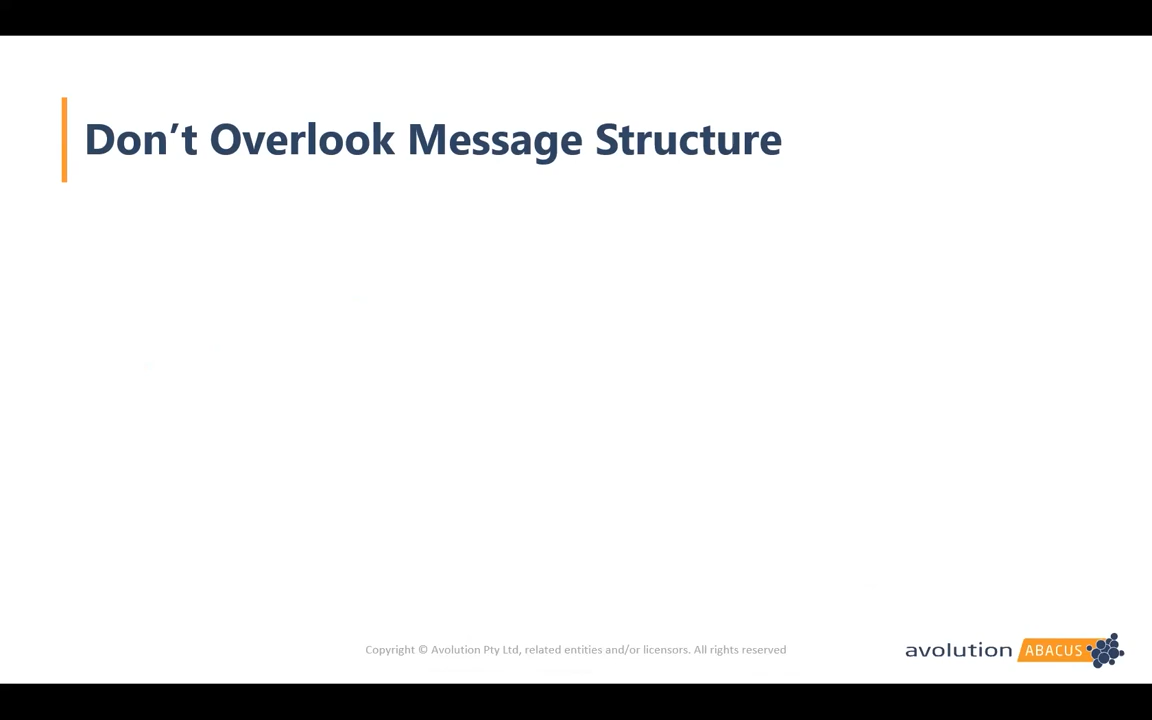 Don’t Overlook Message Structure
Copyright © Avolution Pty Ltd, related entities and/or licensors. All rights reserved
avolution ABACUS